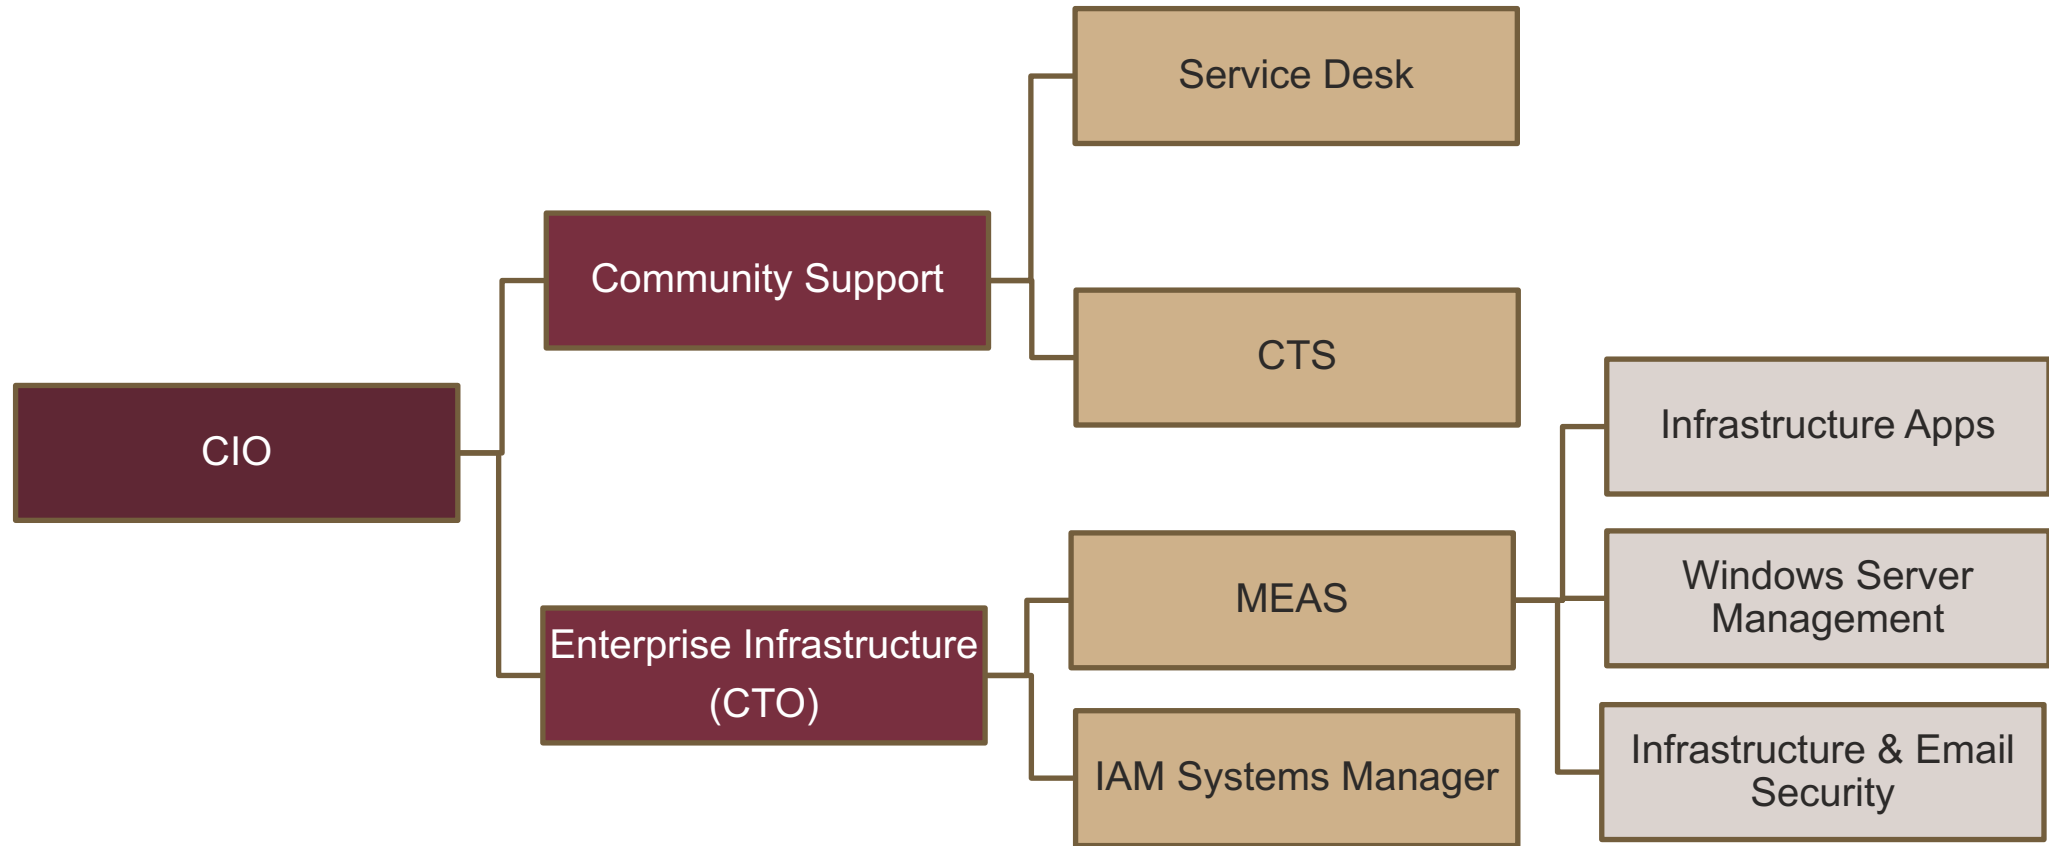 Service Desk
Community Support
CTS
CIO
Infrastructure Apps
Windows Server
Management
MEAS
Enterprise Infrastructure
(CTO)
IAM Systems Manager
Infrastructure & Email
Security